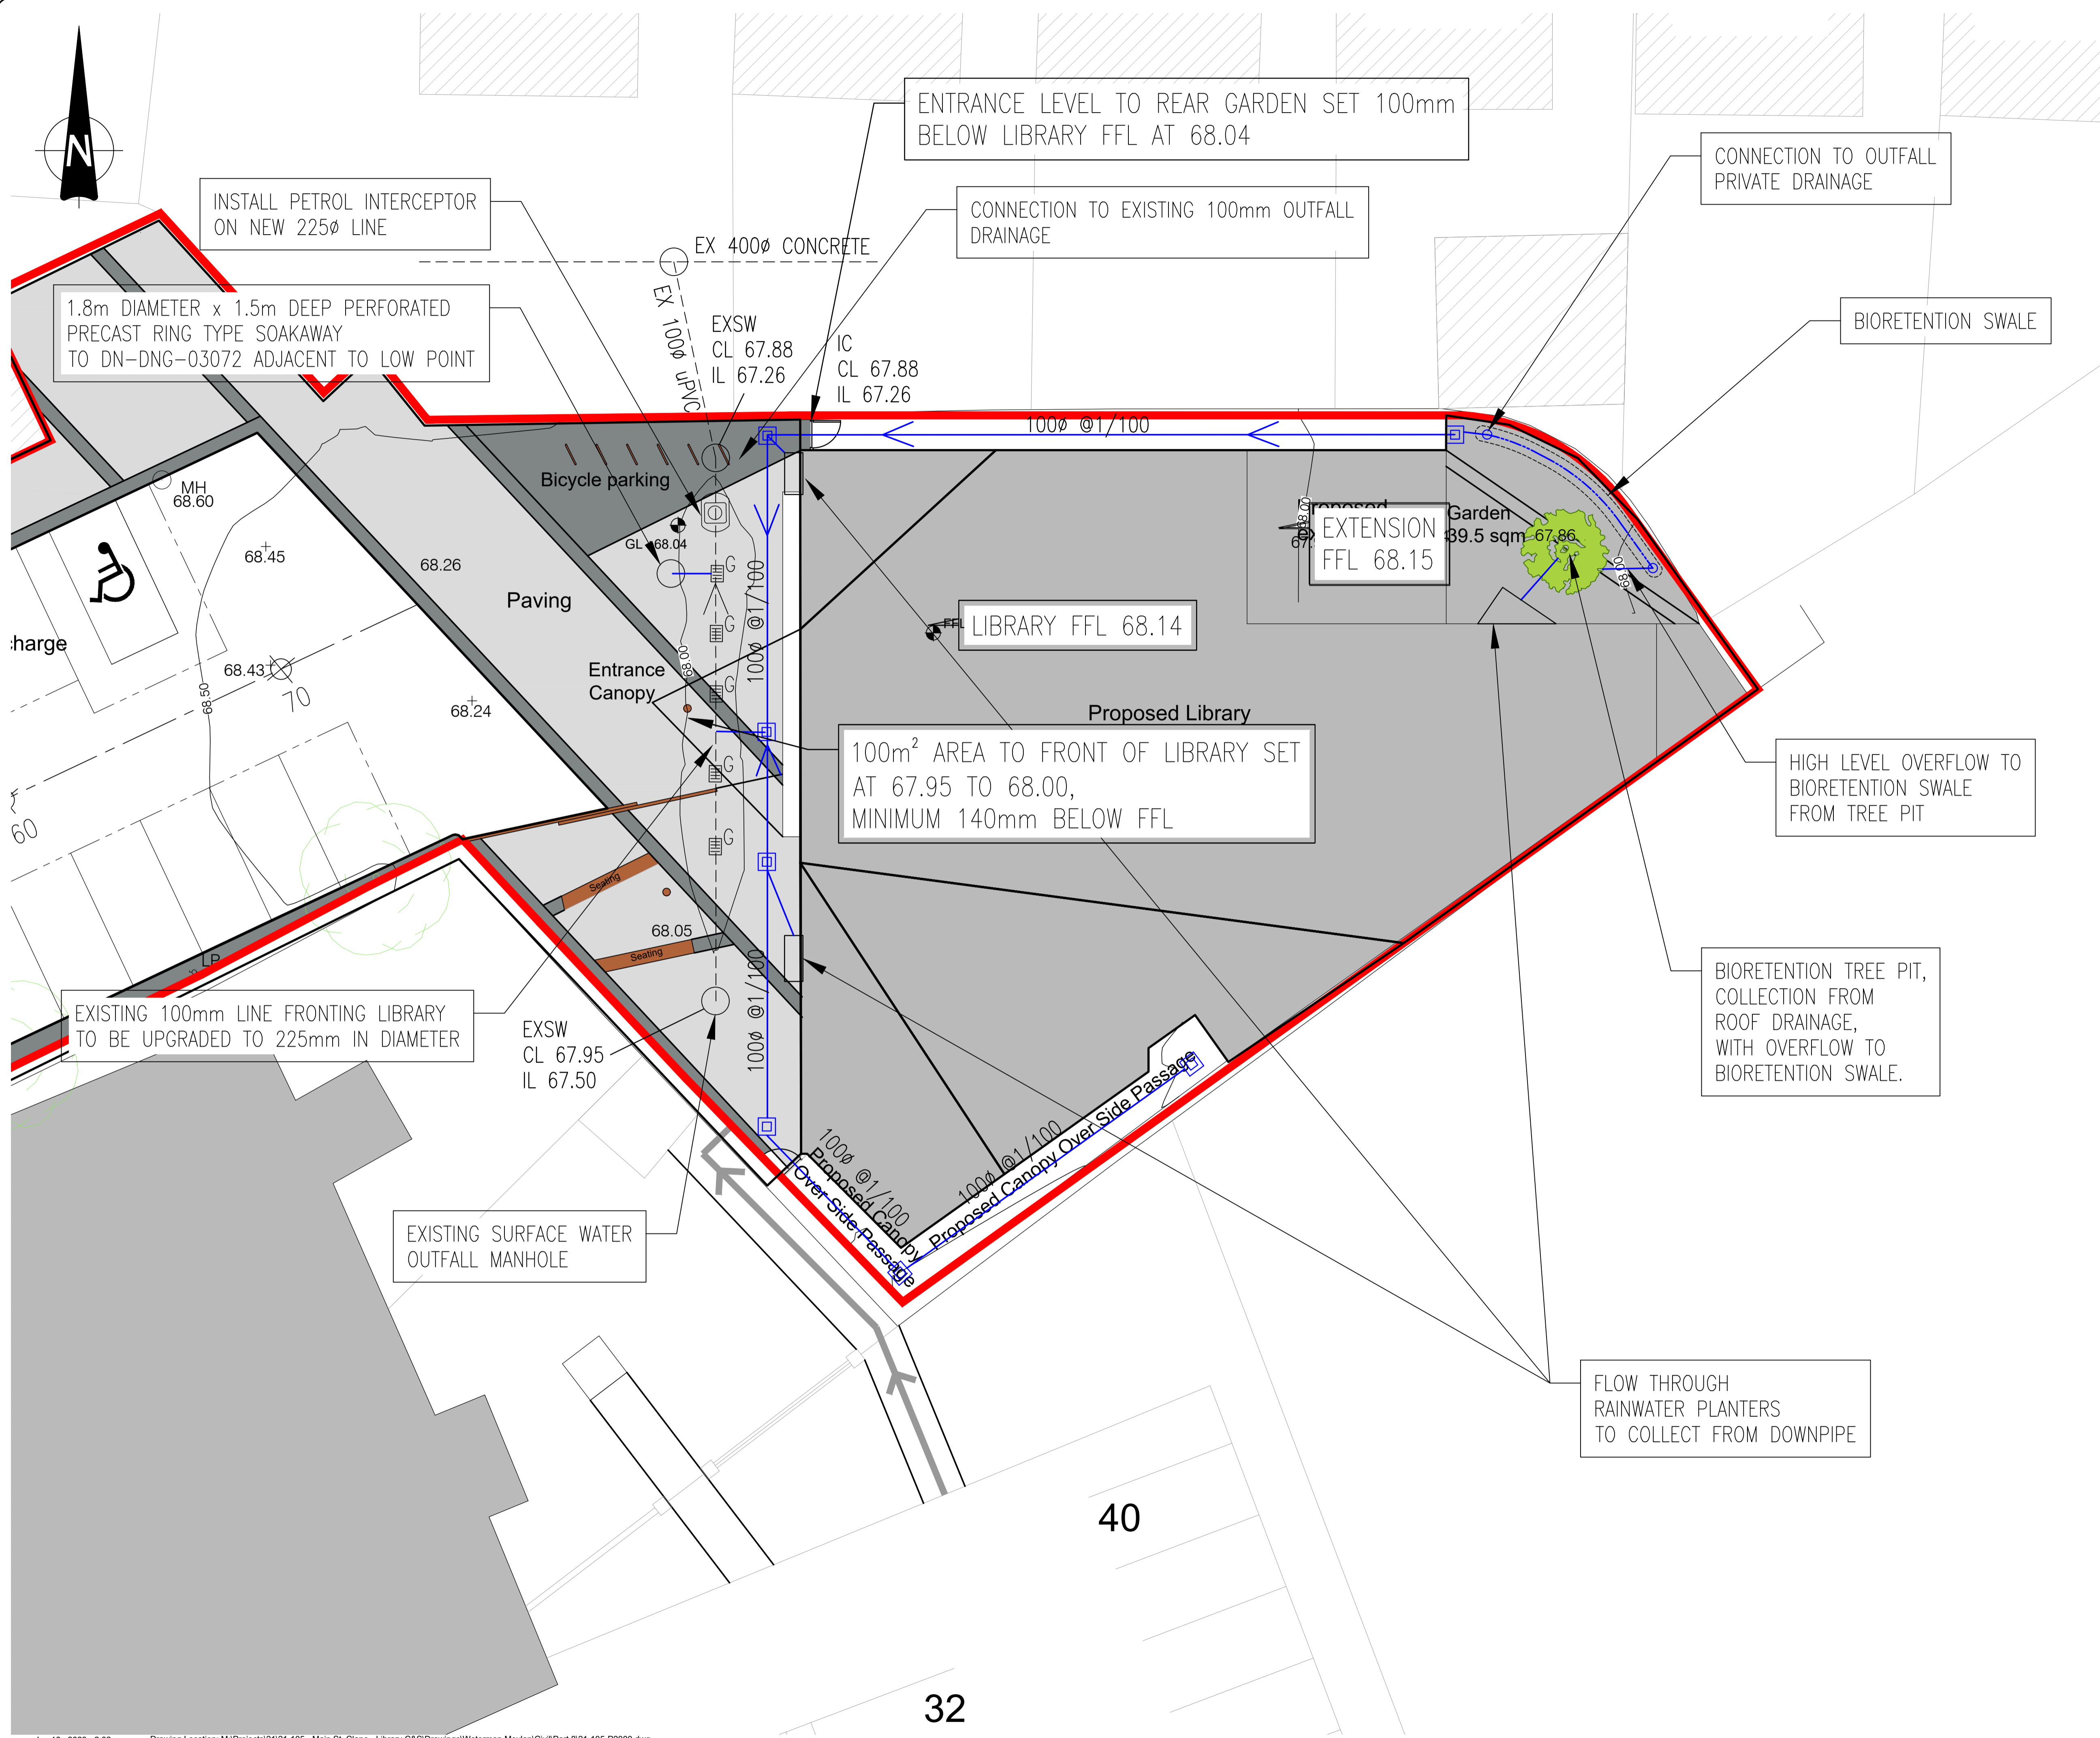 N
ENTRANCE LEVEL TO REAR GARDEN SET 100mm
BELOW LIBRARY FFL AT 68.04
CONNECTION TO OUTFALL
PRIVATE DRAINAGE
INSTALL PETROL INTERCEPTOR
ON NEW 225ø LINE
CONNECTION TO EXISTING 100mm OUTFALL
DRAINAGE
EX 400ø CONCRETE
EX 100ø uPVC
1.8m DIAMETER x 1.5m DEEP PERFORATED
PRECAST RING TYPE SOAKAWAY
TO DN-DNG-03072 ADJACENT TO LOW POINT
EXSW
CL 67.88
IL 67.26
IC
CL 67.88
IL 67.26
BIORETENTION SWALE
100ø @1/100
Bicycle parking
MH
68.60
68.45
68.26
GL 68.04
G
G
G
G
G
Paving
100ø @1/100
68.00
Proposed
EXTENSION
FFL 68.15
Garden
39.5 sqm
67.86
68.00
LIBRARY FFL 68.14
Entrance
Canopy
68.00
68.43
70
68.50
68.24
60
Proposed Library
100m² AREA TO FRONT OF LIBRARY SET
AT 67.95 TO 68.00,
MINIMUM 140mm BELOW FFL
HIGH LEVEL OVERFLOW TO
BIORETENTION SWALE
FROM TREE PIT
Seating
68.05
Seating
LP
EXISTING 100mm LINE FRONTING LIBRARY
TO BE UPGRADED TO 225mm IN DIAMETER
EXSW
CL 67.95
IL 67.50
100ø @1/100
BIORETENTION TREE PIT,
COLLECTION FROM
ROOF DRAINAGE,
WITH OVERFLOW TO
BIORETENTION SWALE.
100ø @1/100
Proposed Canopy
Over Side Passage
100ø @1/100
Proposed Canopy Over Side Passage
EXISTING SURFACE WATER
OUTFALL MANHOLE
FLOW THROUGH
RAINWATER PLANTERS
TO COLLECT FROM DOWNPIPE
40
32